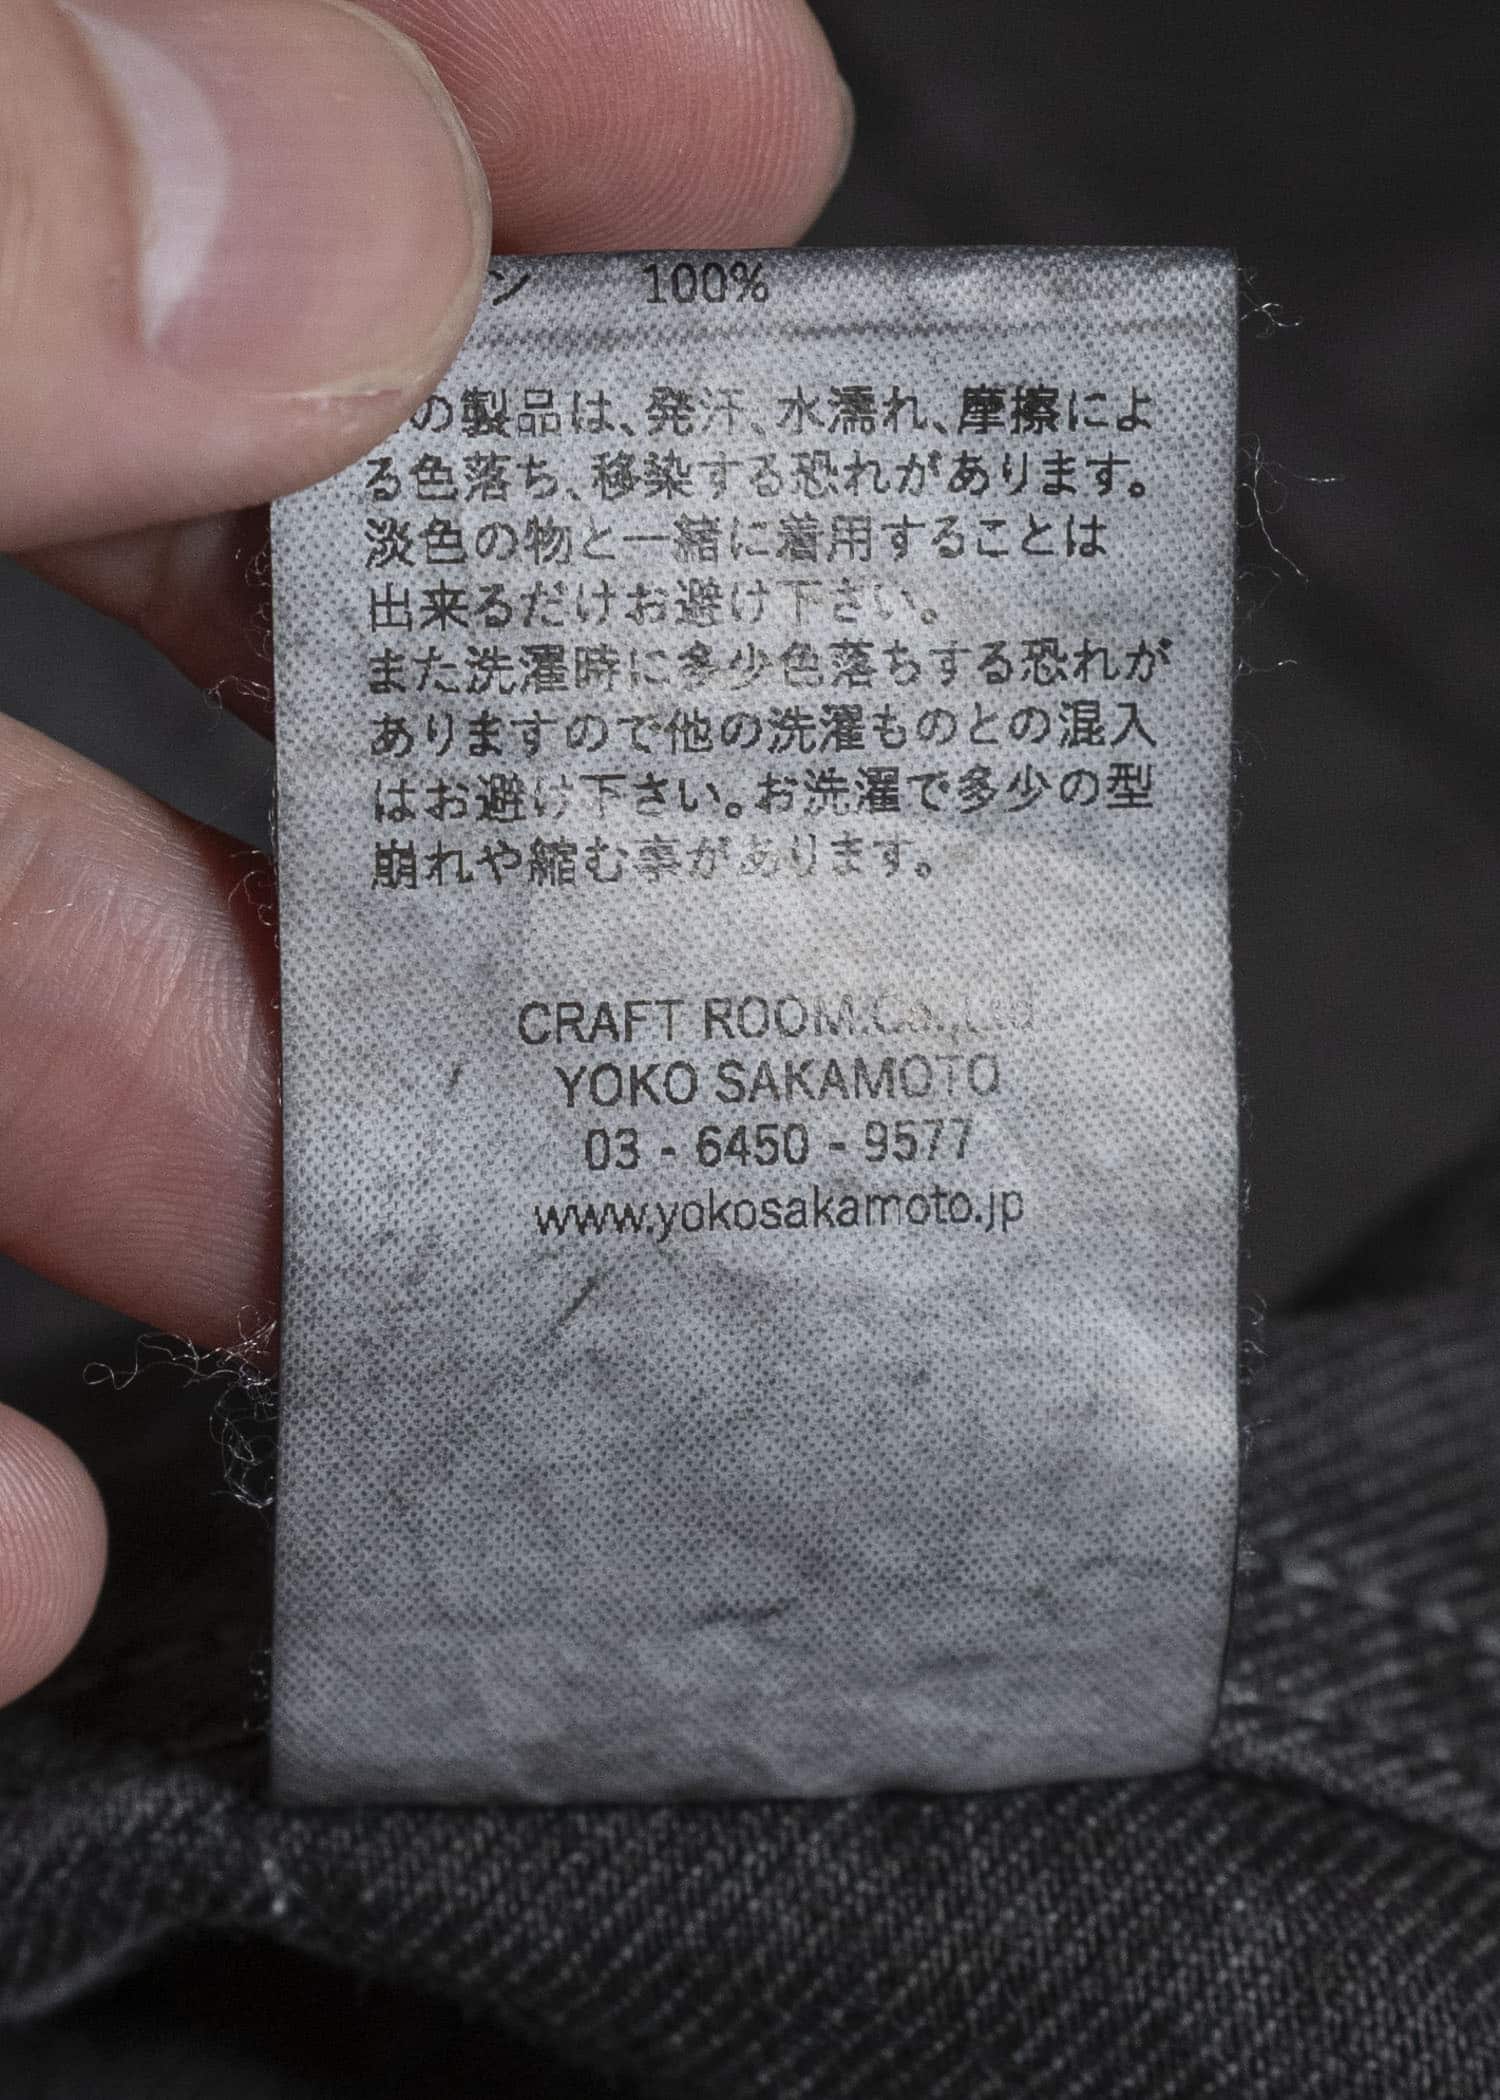 ン 100%
の製品は、発汗、水濡れ、摩擦によ
る色落ち、移染する恐れがあります。
淡色の物と一緒に着用することは
出来るだけお避け下さい。
また洗濯時に多少色落ちする恐れが
ありますので他の洗濯ものとの混入
はお避け下さい。お洗濯で多少の型
崩れや縮む事があります。
CRAFT ROOM.Co.,Ltd
YOKO SAKAMOTO
03 - 6450 - 9577
www.yokosakamoto.jp